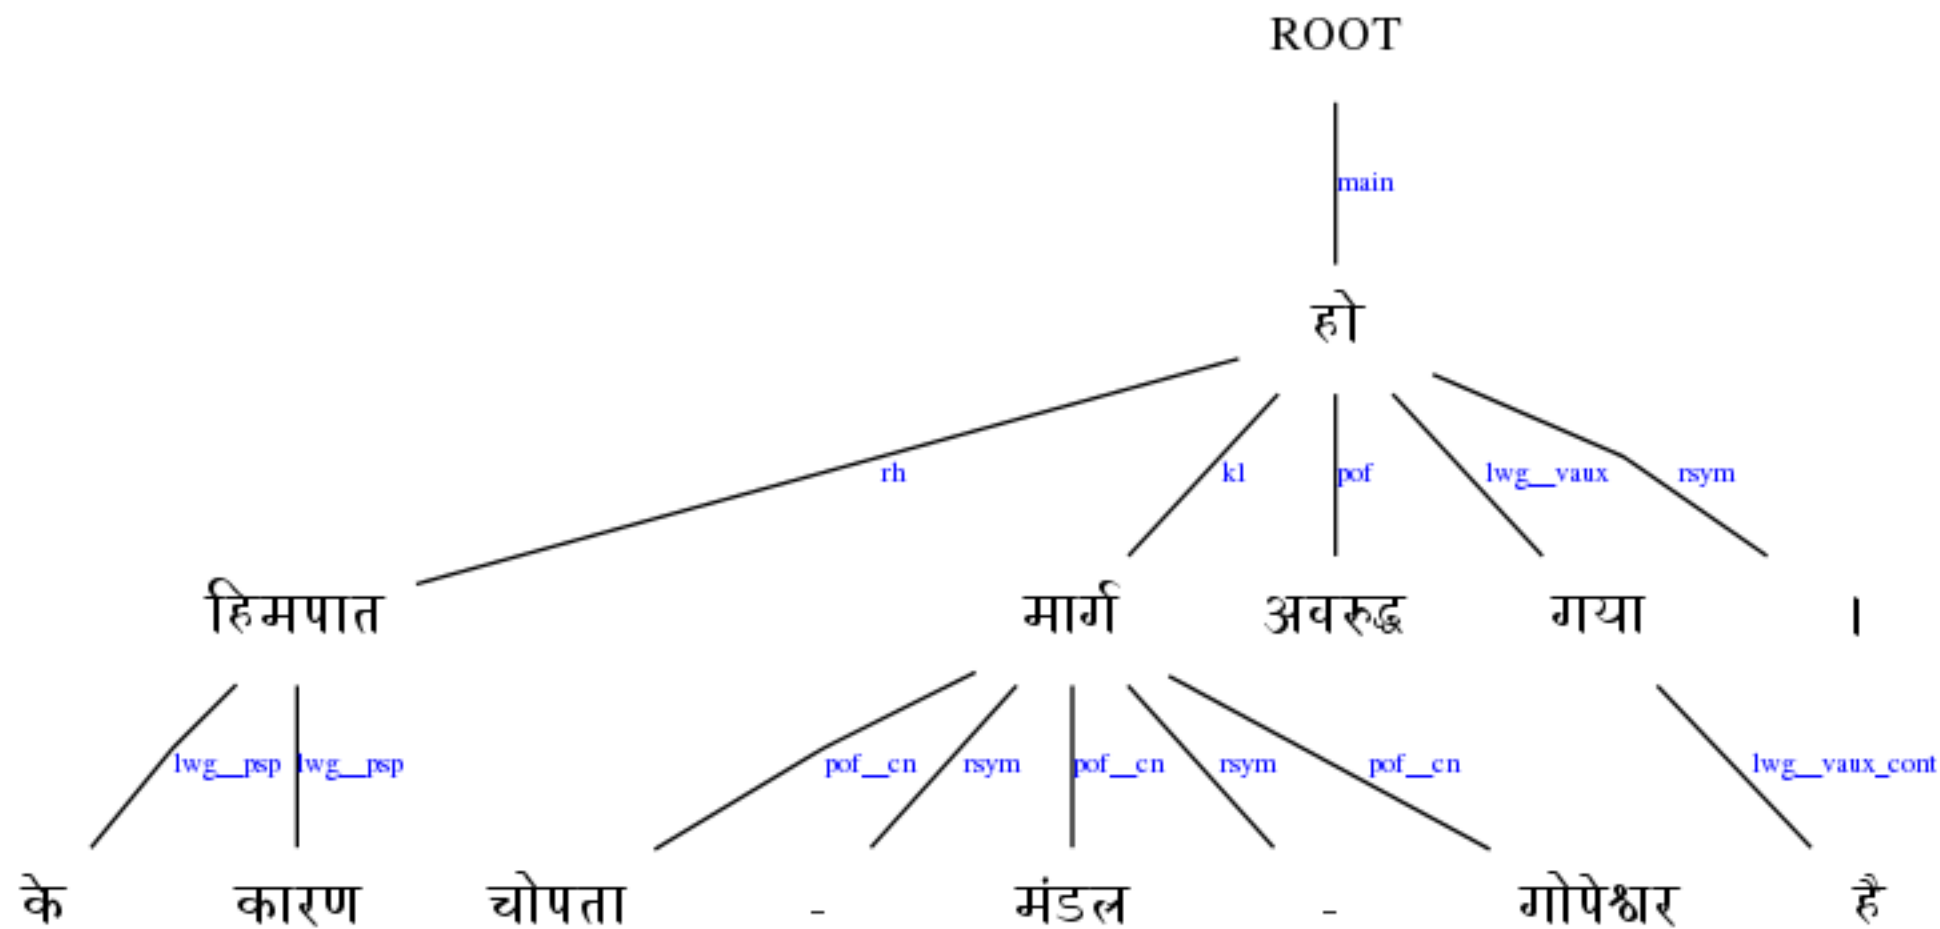 ROOT
main
हो
rh k1 pof lwg__vaux rsym
हिमपात मार्ग अवरुद्ध गया ।
lwg__psp lwg__psp pof__cn rsym pof__cn rsym pof__cn lwg__vaux_cont
के कारण चोपता - मंडल - गोपेश्वर है